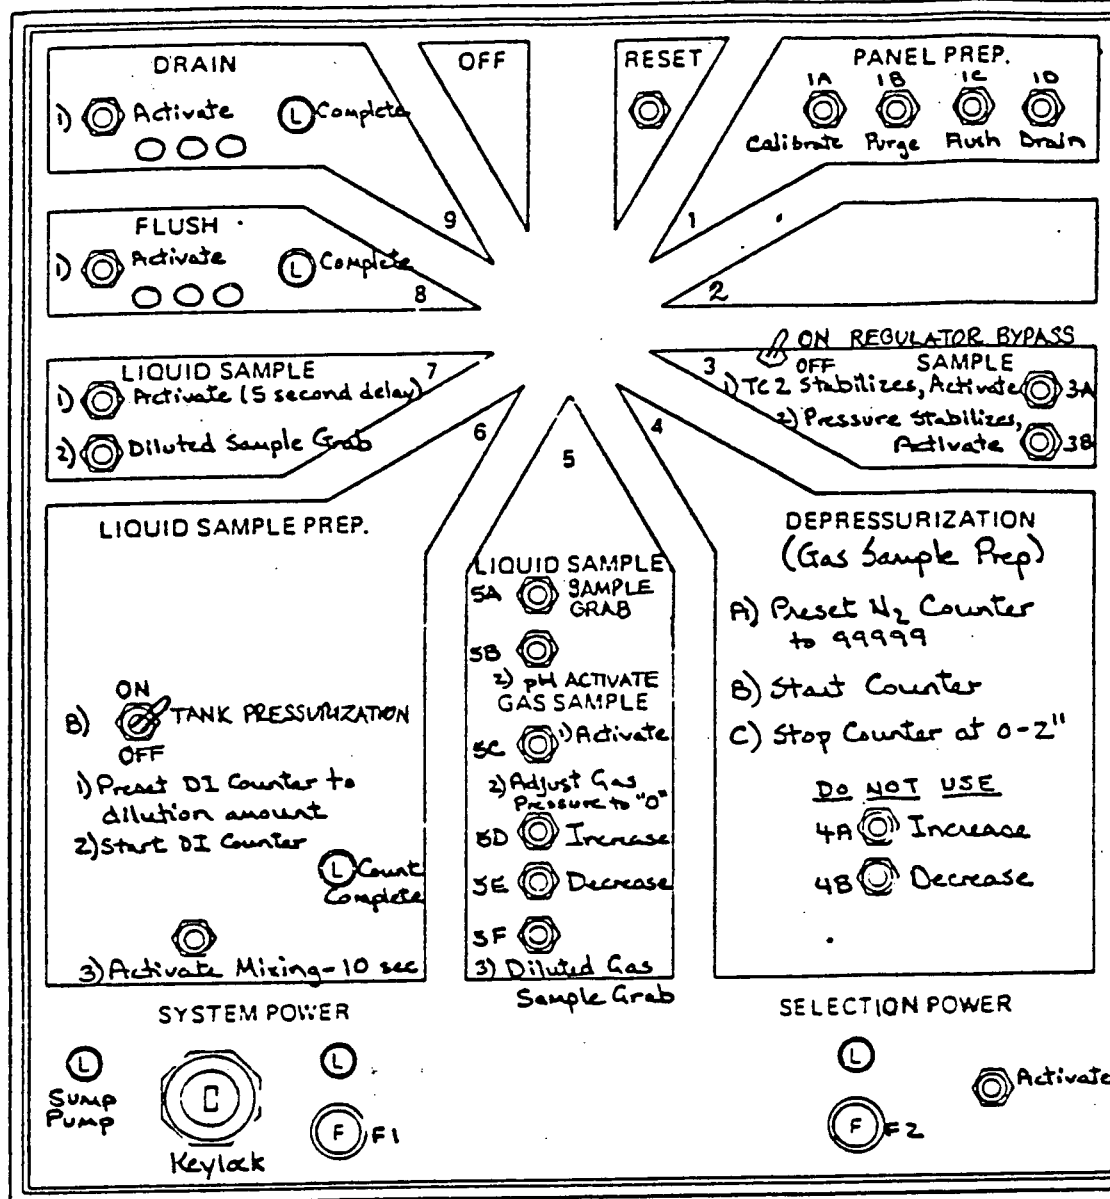 DRAIN
1) Activate
L Complete
9
OFF
RESET
PANEL PREP.
1A 1B 1C 1D
Calibrate Purge Flush Drain
1
FLUSH
1) Activate
L Complete
8
2
LIQUID SAMPLE
7
1) Activate (5 second delay)
2) Diluted Sample Grab
ON REGULATOR BYPASS
OFF
3
SAMPLE
1) TC2 Stabilizes, Activate 3A
2) Pressure Stabilizes,
Activate 3B
6
LIQUID SAMPLE PREP.
ON
B) TANK PRESSURIZATION
OFF
1) Preset DI Counter to
dilution amount
2) Start DI Counter
L Count
Complete
3) Activate Mixing - 10 sec
5
LIQUID SAMPLE
5A SAMPLE
GRAB
5B
2) pH ACTIVATE
GAS SAMPLE
5C 1) Activate
2) Adjust Gas
Pressure to "0"
5D Increase
5E Decrease
5F
3) Diluted Gas
Sample Grab
4
DEPRESSURIZATION
(Gas Sample Prep)
A) Preset N2 Counter
to 99999
B) Start Counter
C) Stop Counter at 0-2"
DO NOT USE
4A Increase
4B Decrease
SYSTEM POWER
L
Sump
Pump
Keylock
L
F F1
SELECTION POWER
L
F F2
Activate